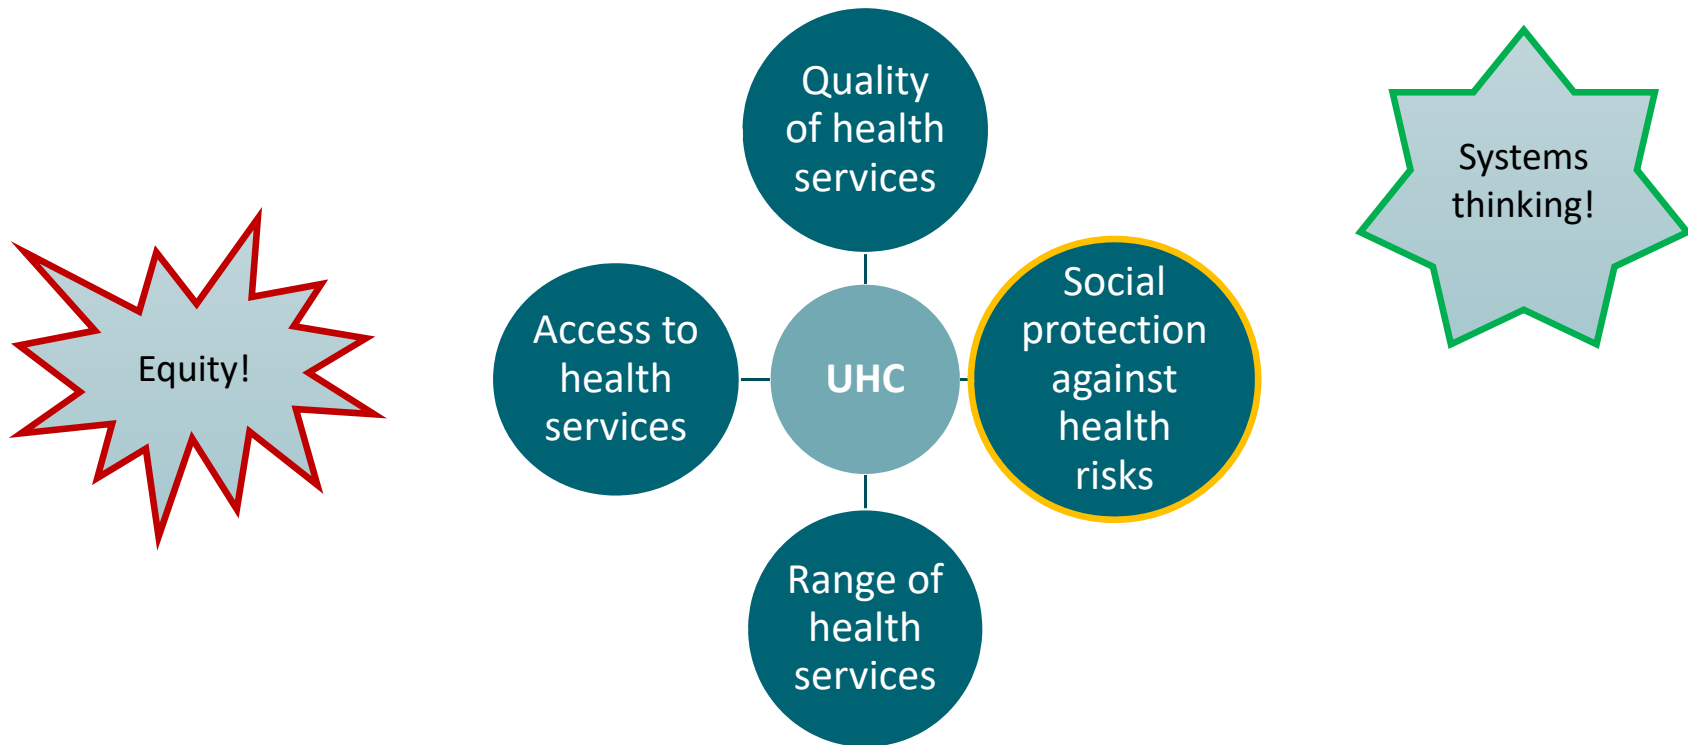 Quality
of health
services
Systems
thinking!
Equity!
Access to
health
services
UHC
Social
protection
against
health
risks
Range of
health
services